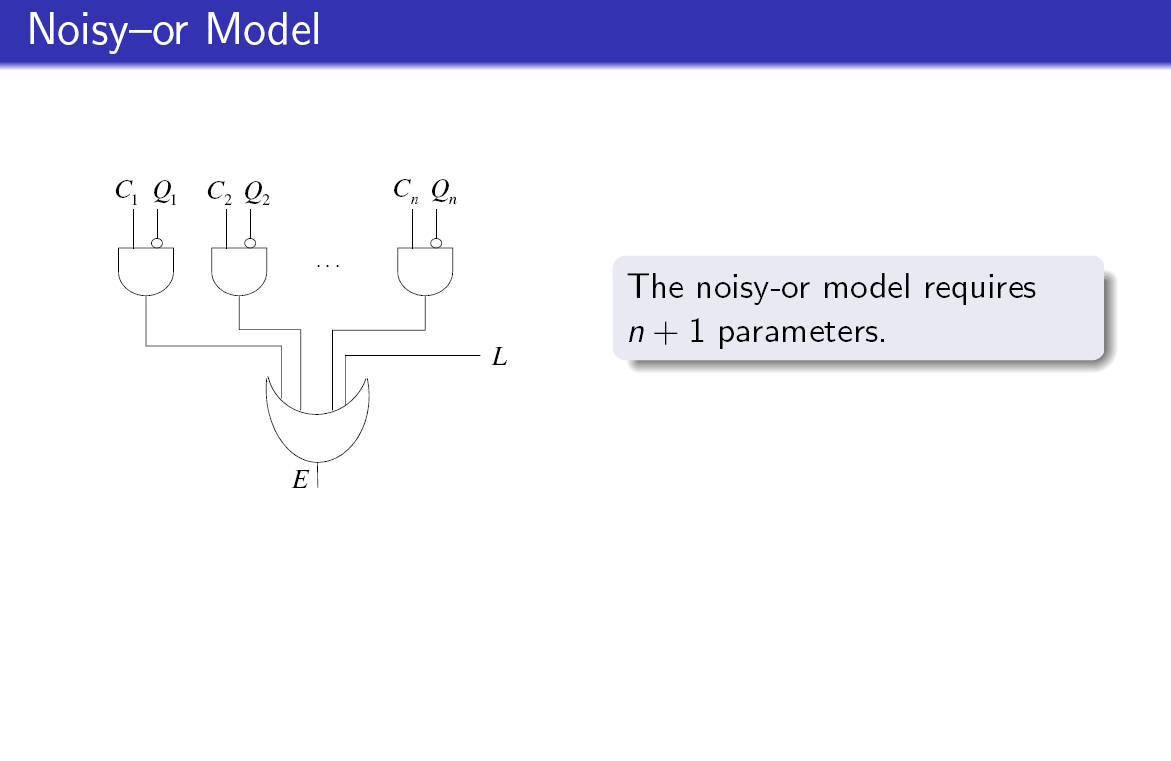 Noisy–or Model
C1 Q1 C2 Q2 Cn Qn
. . .
The noisy-or model requires
n + 1 parameters.
L
E